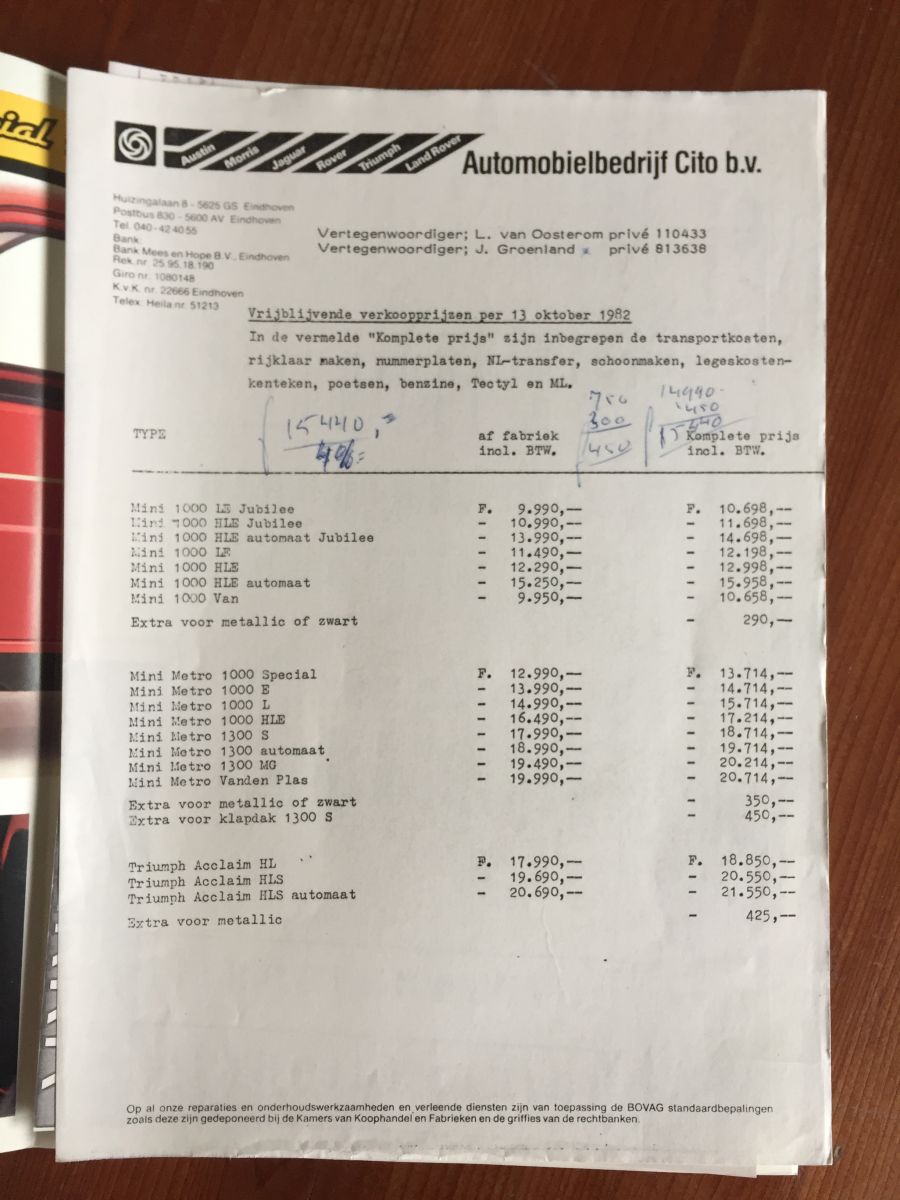 ial
Austin Morris Jaguar Rover Triumph Land Rover
Automobielbedrijf Cito b.v.
Huizingalaan 8 - 5625 GS Eindhoven
Postbus 830 - 5600 AV Eindhoven
Tel. 040 - 42 40 55
Bank:
Bank Mees en Hope B.V., Eindhoven
Rek.nr. 25.95.18.190
Giro nr. 1080148
K.v.K. nr. 22666 Eindhoven
Telex: Heila nr. 51213
Vertegenwoordiger; L. van Oosterom privé 110433
Vertegenwoordiger; J. Groenland privé 813638
Vrijblijvende verkoopprijzen per 13 oktober 1982
In de vermelde "Komplete prijs" zijn inbegrepen de transportkosten,
rijklaar maken, nummerplaten, NL-transfer, schoonmaken, legeskosten-
kenteken, poetsen, benzine, Tectyl en ML.
15440,=
750
300
450
14990-
450
15440
TYPE af fabriek Komplete prijs
incl. BTW. incl. BTW.
Mini 1000 LE Jubilee F. 9.990,-- F. 10.698,--
Mini 1000 HLE Jubilee - 10.990,-- - 11.698,--
Mini 1000 HLE automaat Jubilee - 13.990,-- - 14.698,--
Mini 1000 LE - 11.490,-- - 12.198,--
Mini 1000 HLE - 12.290,-- - 12.998,--
Mini 1000 HLE automaat - 15.250,-- - 15.958,--
Mini 1000 Van - 9.950,-- - 10.658,--
Extra voor metallic of zwart - 290,--
Mini Metro 1000 Special F. 12.990,-- F. 13.714,--
Mini Metro 1000 E - 13.990,-- - 14.714,--
Mini Metro 1000 L - 14.990,-- - 15.714,--
Mini Metro 1000 HLE - 16.490,-- - 17.214,--
Mini Metro 1300 S - 17.990,-- - 18.714,--
Mini Metro 1300 automaat - 18.990,-- - 19.714,--
Mini Metro 1300 MG - 19.490,-- - 20.214,--
Mini Metro Vanden Plas - 19.990,-- - 20.714,--
Extra voor metallic of zwart - 350,--
Extra voor klapdak 1300 S - 450,--
Triumph Acclaim HL F. 17.990,-- F. 18.850,--
Triumph Acclaim HLS - 19.690,-- - 20.550,--
Triumph Acclaim HLS automaat - 20.690,-- - 21.550,--
Extra voor metallic - 425,--
Op al onze reparaties en onderhoudswerkzaamheden en verleende diensten zijn van toepassing de BOVAG standaardbepalingen
zoals deze zijn gedeponeerd bij de Kamers van Koophandel en Fabrieken en de griffies van de rechtbanken.